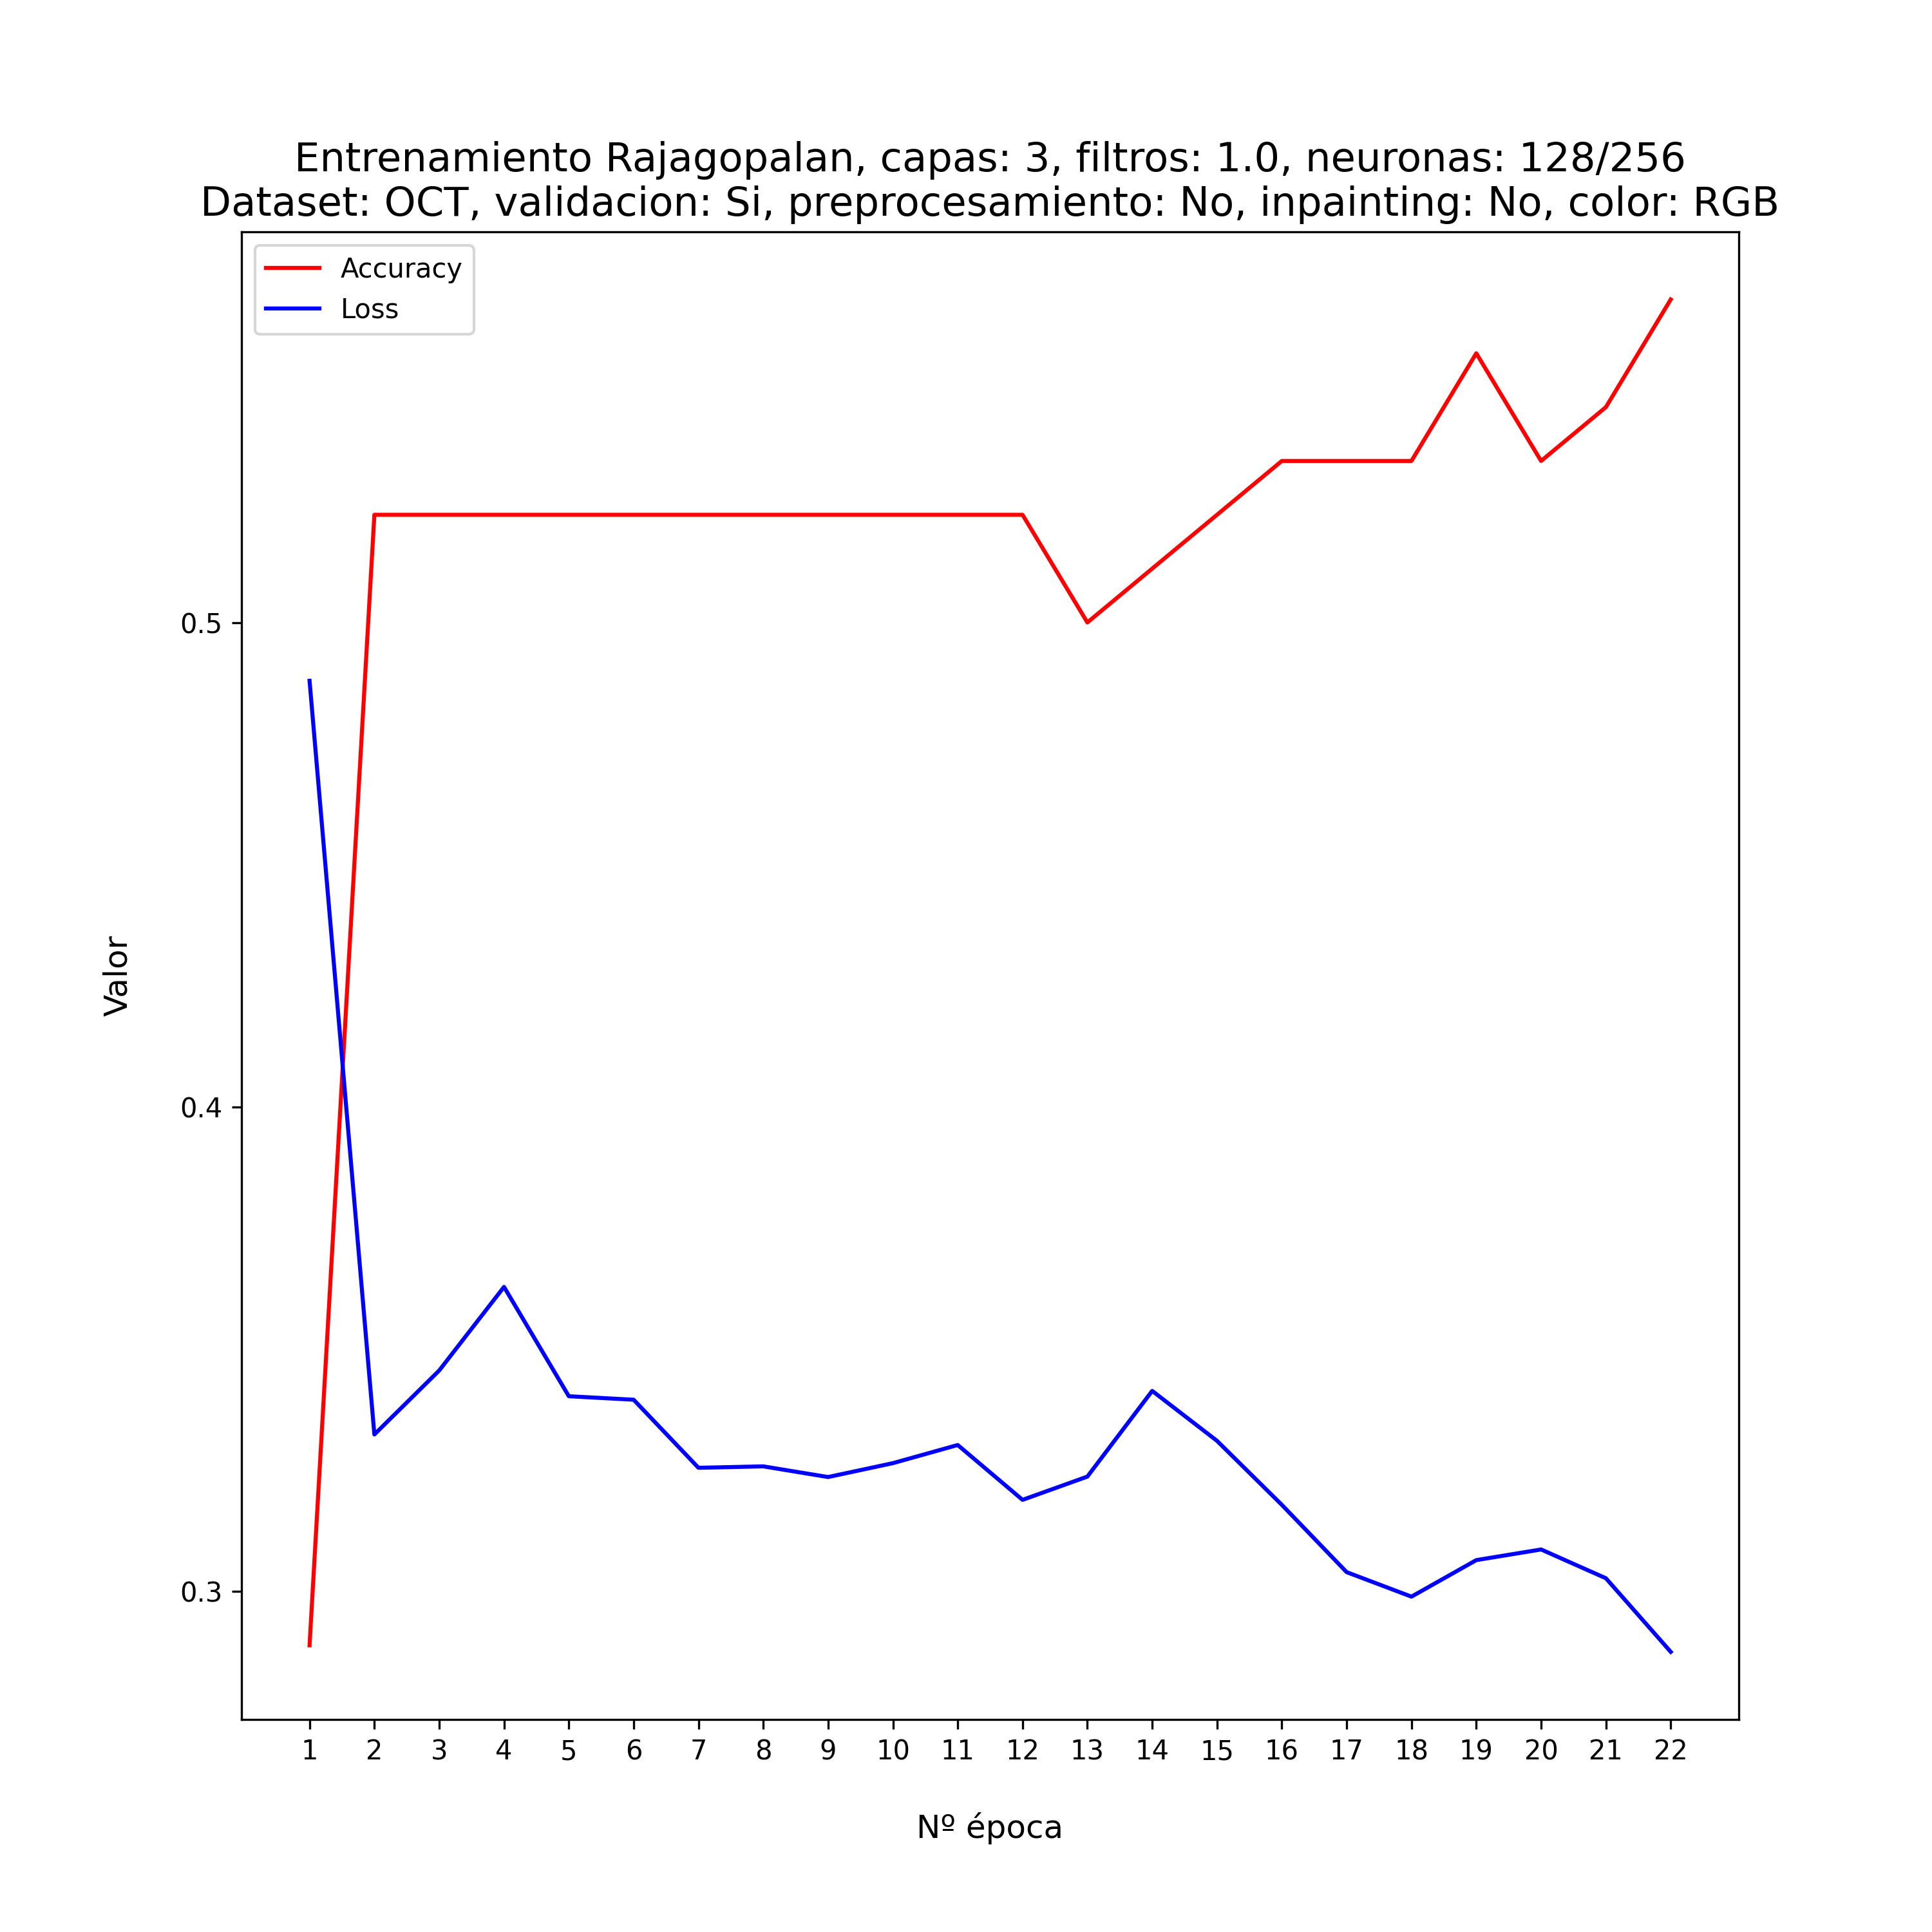 Entrenamiento Rajagopalan, capas: 3, filtros: 1.0, neuronas: 128/256
Dataset: OCT, validacion: Si, preprocesamiento: No, inpainting: No, color: RGB
Accuracy
Loss
0.5
0.4
0.3
Valor
1 2 3 4 5 6 7 8 9 10 11 12 13 14 15 16 17 18 19 20 21 22
Nº época